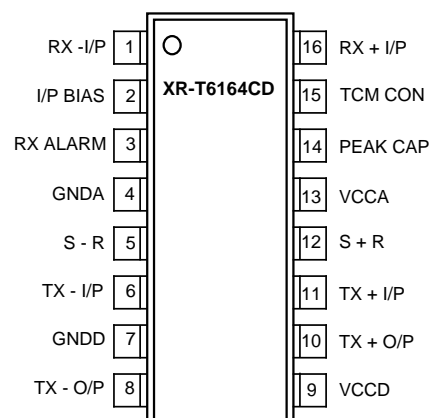 RX -I/P 1 16 RX + I/P
XR-T6164CD
I/P BIAS 2 15 TCM CON
RX ALARM 3 14 PEAK CAP
GNDA 4 13 VCCA
S - R 5 12 S + R
TX - I/P 6 11 TX + I/P
GNDD 7 10 TX + O/P
TX - O/P 8 9 VCCD